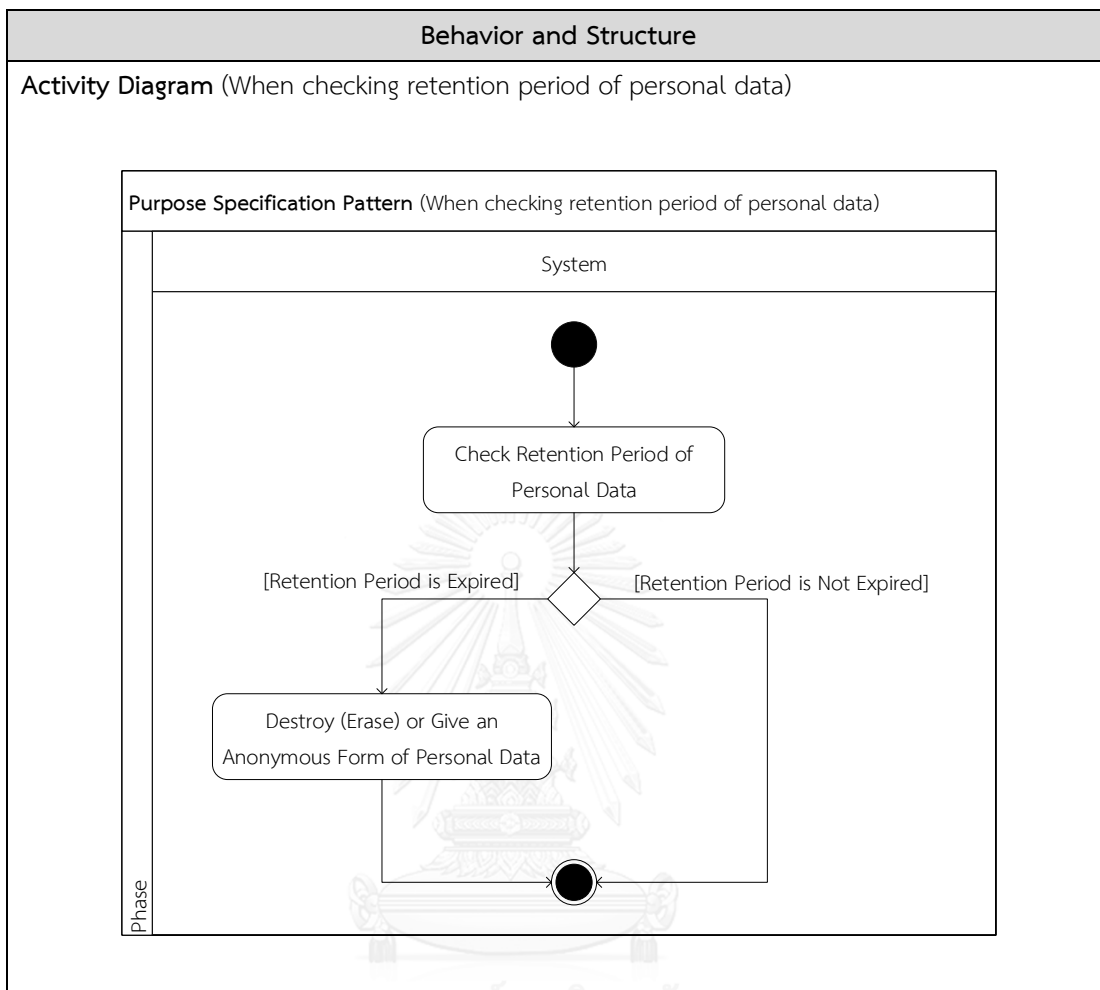 Behavior and Structure
Activity Diagram (When checking retention period of personal data)
Purpose Specification Pattern (When checking retention period of personal data)
System
Check Retention Period of
Personal Data
[Retention Period is Expired]
[Retention Period is Not Expired]
Destroy (Erase) or Give an
Anonymous Form of Personal Data
Phase